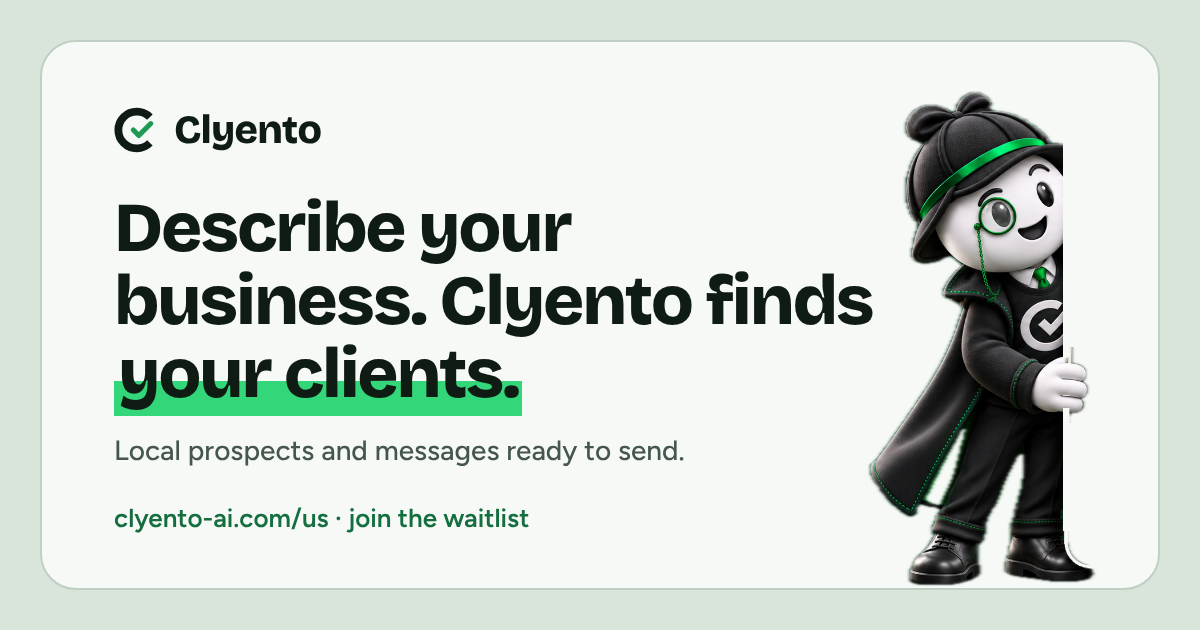 Clyento
Describe your
business. Clyento finds
your clients.
Local prospects and messages ready to send.
clyento-ai.com/us · join the waitlist